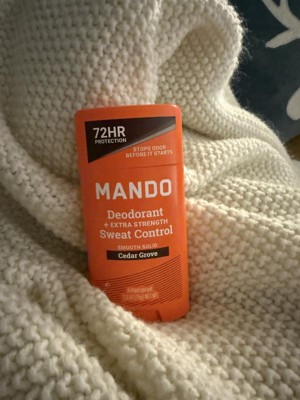 72HR
PROTECTION
STOPS ODOR
BEFORE IT STARTS
MANDO
Deodorant
+ EXTRA STRENGTH
Sweat Control
SMOOTH SOLID
Cedar Grove